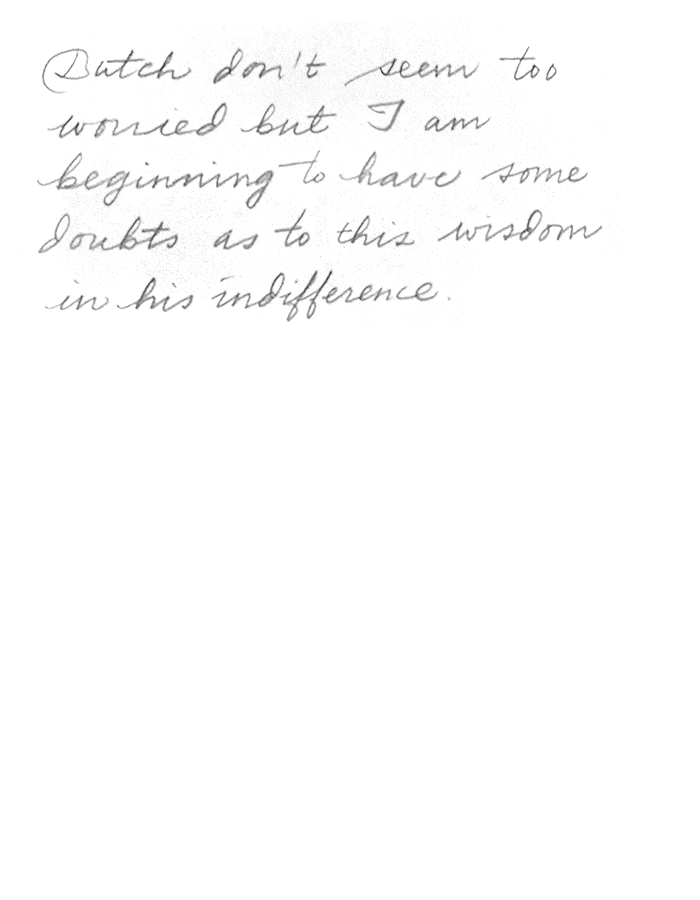 Dutch don't seem too
worried but I am
beginning to have some
doubts as to this wisdom
in his indifference.